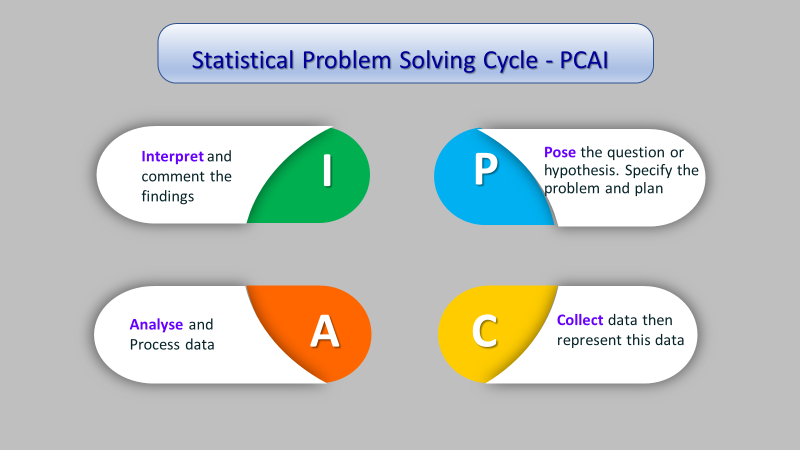 Statistical Problem Solving Cycle - PCAI
Interpret and
comment the
findings
I
P
Pose the question or
hypothesis. Specify the
problem and plan
Analyse and
Process data
A
C
Collect data then
represent this data